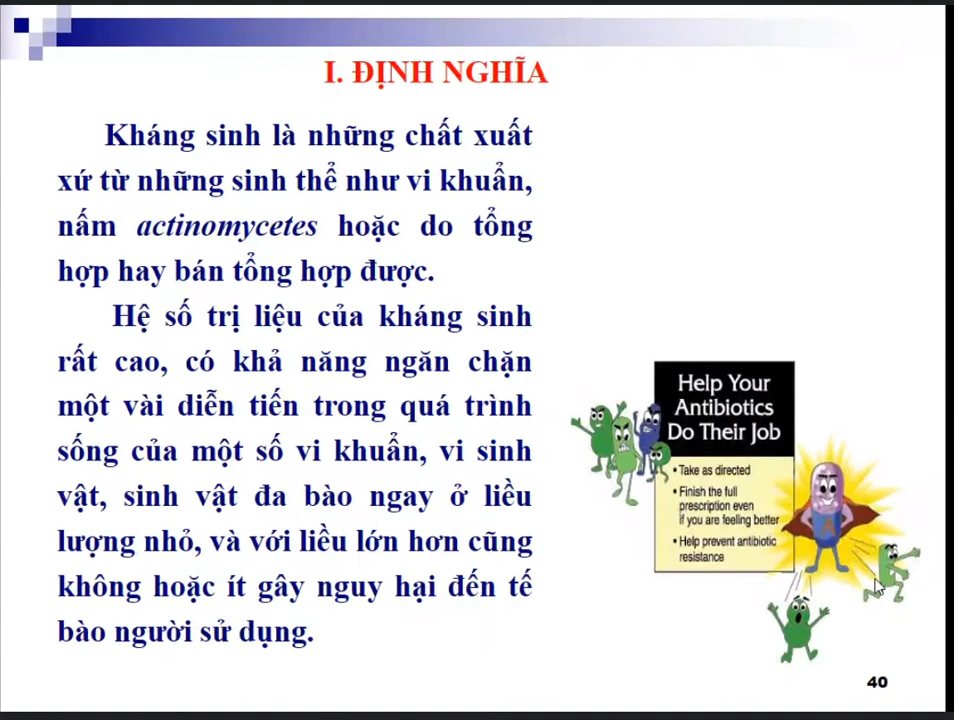 I. ĐỊNH NGHĨA
Kháng sinh là những chất xuất
xứ từ những sinh thể như vi khuẩn,
nấm actinomycetes hoặc do tổng
hợp hay bán tổng hợp được.
Hệ số trị liệu của kháng sinh
rất cao, có khả năng ngăn chặn
một vài diễn tiến trong quá trình
sống của một số vi khuẩn, vi sinh
vật, sinh vật đa bào ngay ở liều
lượng nhỏ, và với liều lớn hơn cũng
không hoặc ít gây nguy hại đến tế
bào người sử dụng.
Help Your
Antibiotics
Do Their Job
• Take as directed
• Finish the full
prescription even
if you are feeling better
• Help prevent antibiotic
resistance
40